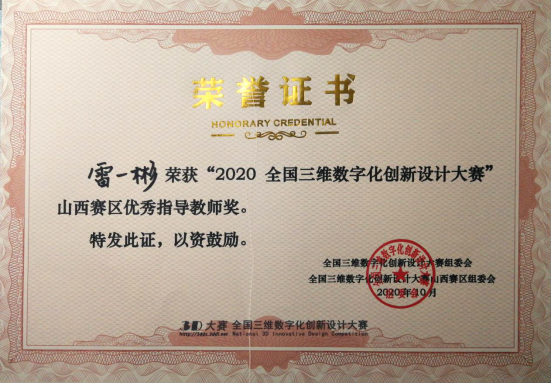 荣誉证书
HONORARY CREDENTIAL
雷一彬 荣获“2020 全国三维数字化创新设计大赛”
山西赛区优秀指导教师奖。
特发此证，以资鼓励。
全国三维数字化创新设计大赛组委会
全国三维数字化创新设计大赛山西赛区组委会
2020年10月
3DD大赛 全国三维数字化创新设计大赛
National 3D Innovative Design Competition